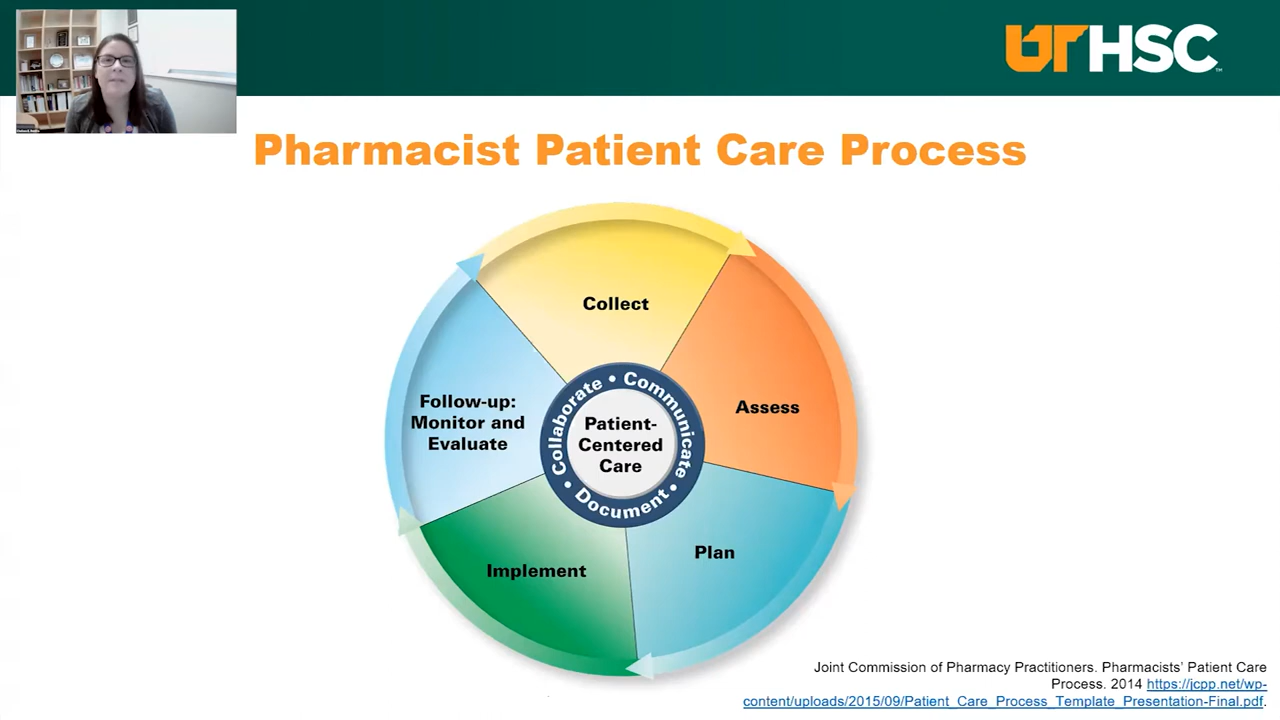 UTHSC
Pharmacist Patient Care Process
Collect
Assess
Plan
Implement
Follow-up:
Monitor and
Evaluate
Collaborate • Communicate • Document •
Patient-
Centered
Care
Joint Commission of Pharmacy Practitioners. Pharmacists’ Patient Care
Process. 2014 https://jcpp.net/wp-
content/uploads/2015/09/Patient_Care_Process_Template_Presentation-Final.pdf.